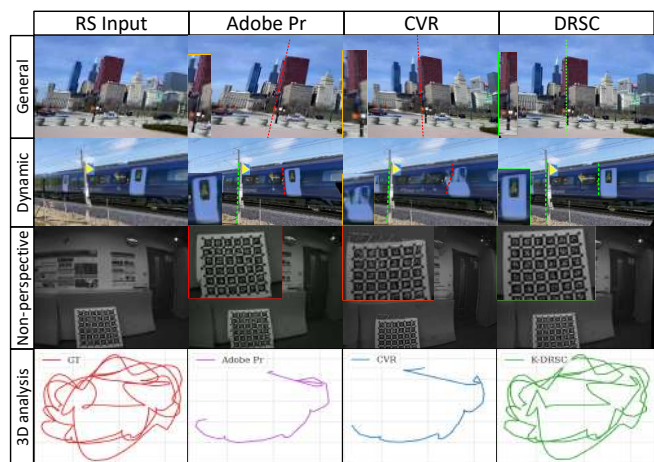 RS Input
Adobe Pr
CVR
DRSC
General
Dynamic
Non-perspective
3D analysis
GT
Adobe Pr
CVR
K-DRSC